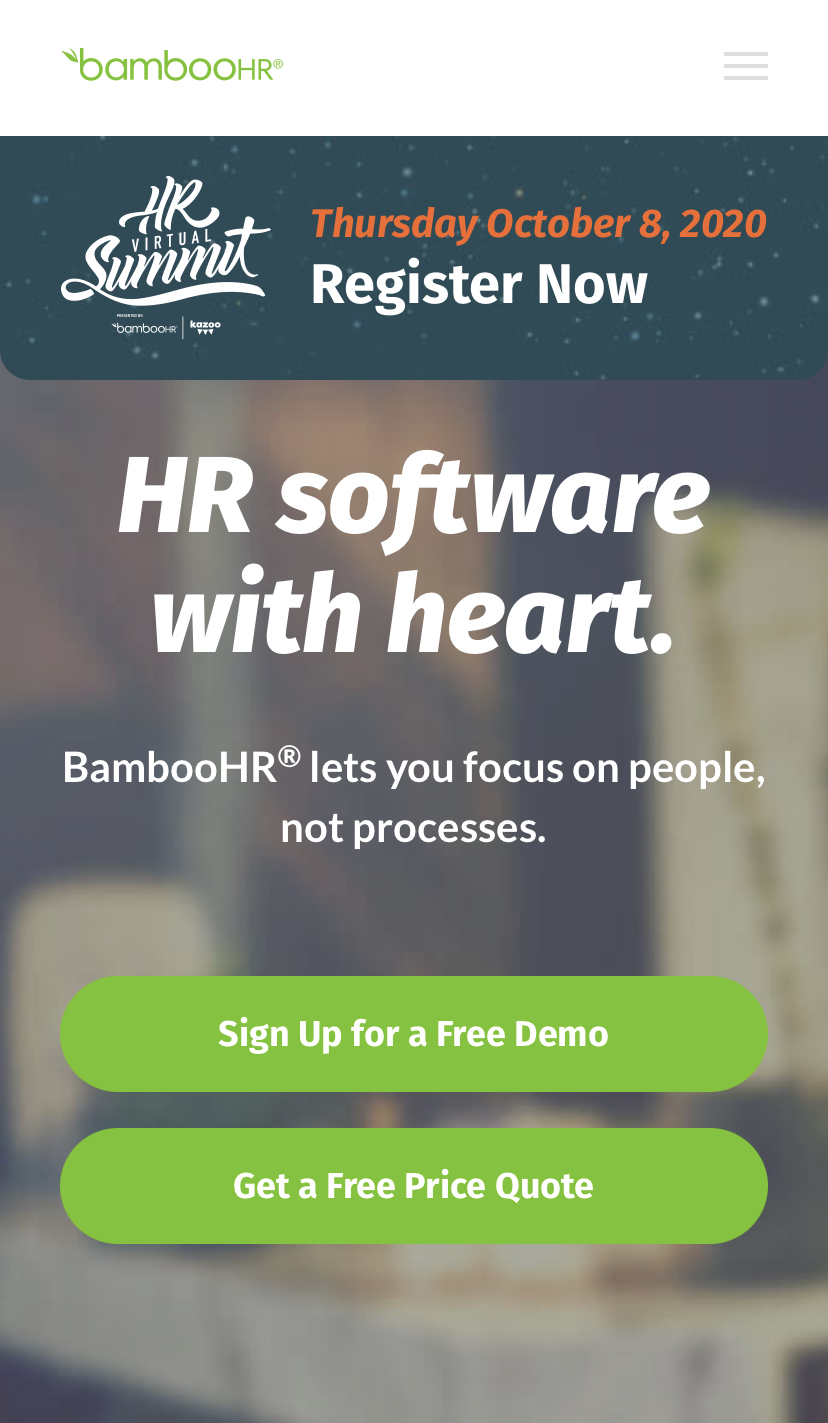 bambooHR®
HR
VIRTUAL
Summit
PRESENTED BY
bambooHR | kazoo
Thursday October 8, 2020
Register Now
HR software
with heart.
BambooHR® lets you focus on people,
not processes.
Sign Up for a Free Demo
Get a Free Price Quote